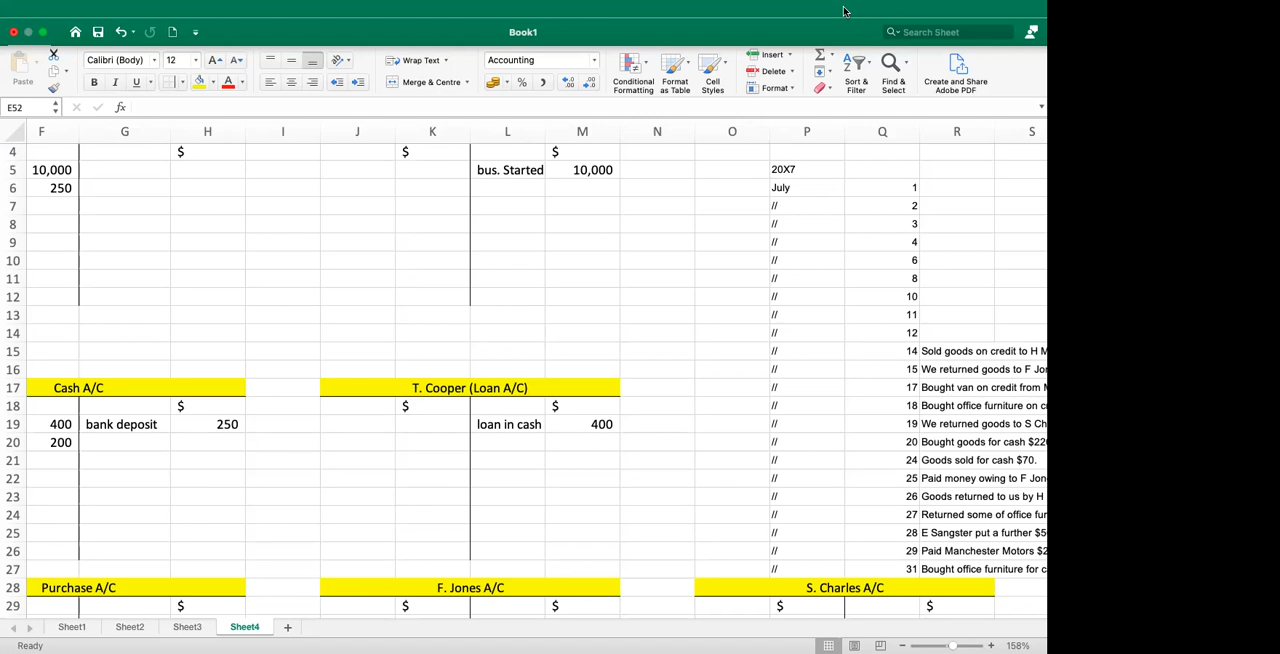 Book1
Search Sheet
Paste
Calibri (Body) 12 A A
B I U A
Wrap Text
Merge & Centre
Accounting
%
Conditional Formatting
Format as Table
Cell Styles
Insert
Delete
Format
Sort & Filter
Find & Select
Create and Share Adobe PDF
E52 fx
F G H I J K L M N O P Q R S
4 $ $ $
5 10,000 bus. Started 10,000 20X7
6 250 July 1
7 // 2
8 // 3
9 // 4
10 // 6
11 // 8
12 // 10
13 // 11
14 // 12
15 // 14 Sold goods on credit to H M
16 // 15 We returned goods to F Jor
17 Cash A/C T. Cooper (Loan A/C) // 17 Bought van on credit from M
18 $ $ $ // 18 Bought office furniture on c
19 400 bank deposit 250 loan in cash 400 // 19 We returned goods to S Ch
20 200 // 20 Bought goods for cash $220
21 // 24 Goods sold for cash $70.
22 // 25 Paid money owing to F Jon
23 // 26 Goods returned to us by H
24 // 27 Returned some of office fur
25 // 28 E Sangster put a further $5
26 // 29 Paid Manchester Motors $2
27 // 31 Bought office furniture for c
28 Purchase A/C F. Jones A/C S. Charles A/C
29 $ $ $ $ $
Sheet1 Sheet2 Sheet3 Sheet4 +
Ready 158%